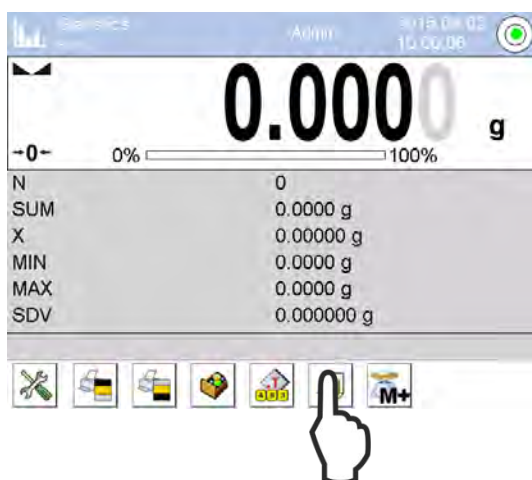 Statistics Admin
0.0000 g
→0← 0% 100%
N 0
SUM 0.0000 g
X 0.00000 g
MIN 0.0000 g
MAX 0.0000 g
SDV 0.000000 g
T
M+